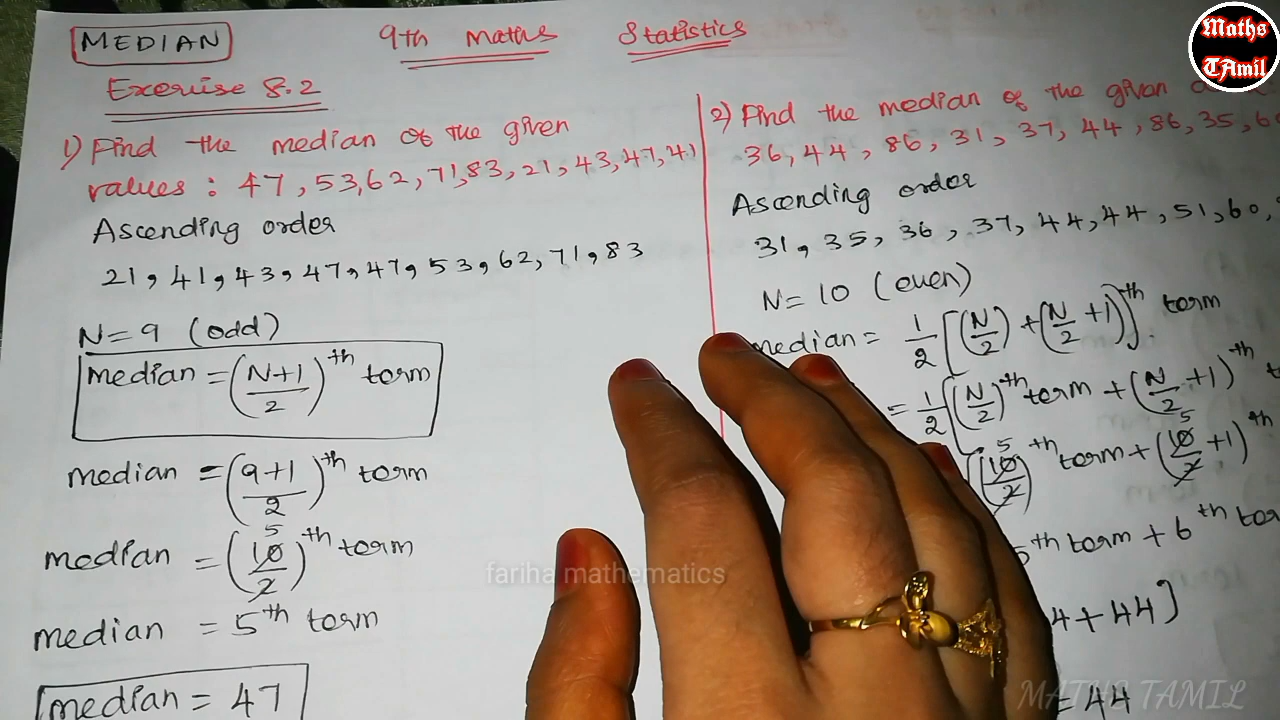 MEDIAN
9th Maths Statistics
Maths
TAmil
Exercise 8.2
1) Find the median of the given
values : 47, 53, 62, 71, 83, 21, 43, 47, 41
Ascending order
21, 41, 43, 47, 47, 53, 62, 71, 83
N = 9 (odd)
median = ((N+1)/2)th term
median = ((9+1)/2)th term
median = (10/2)th term 5
median = 5th term
median = 47
2) Find the median of the given
36, 44, 86, 31, 37, 44, 86, 35, 60
Ascending order
31, 35, 36, 37, 44, 44, 51, 60,
N = 10 (even)
median = 1/2 [(N/2) + (N/2 + 1)]th term
= 1/2 [(N/2)th term + (N/2 + 1)th
(10/2)th term + (10/2 + 1)th 5 5
5th term + 6th
4 + 44]
= 44
fariha mathematics
MATHS TAMIL